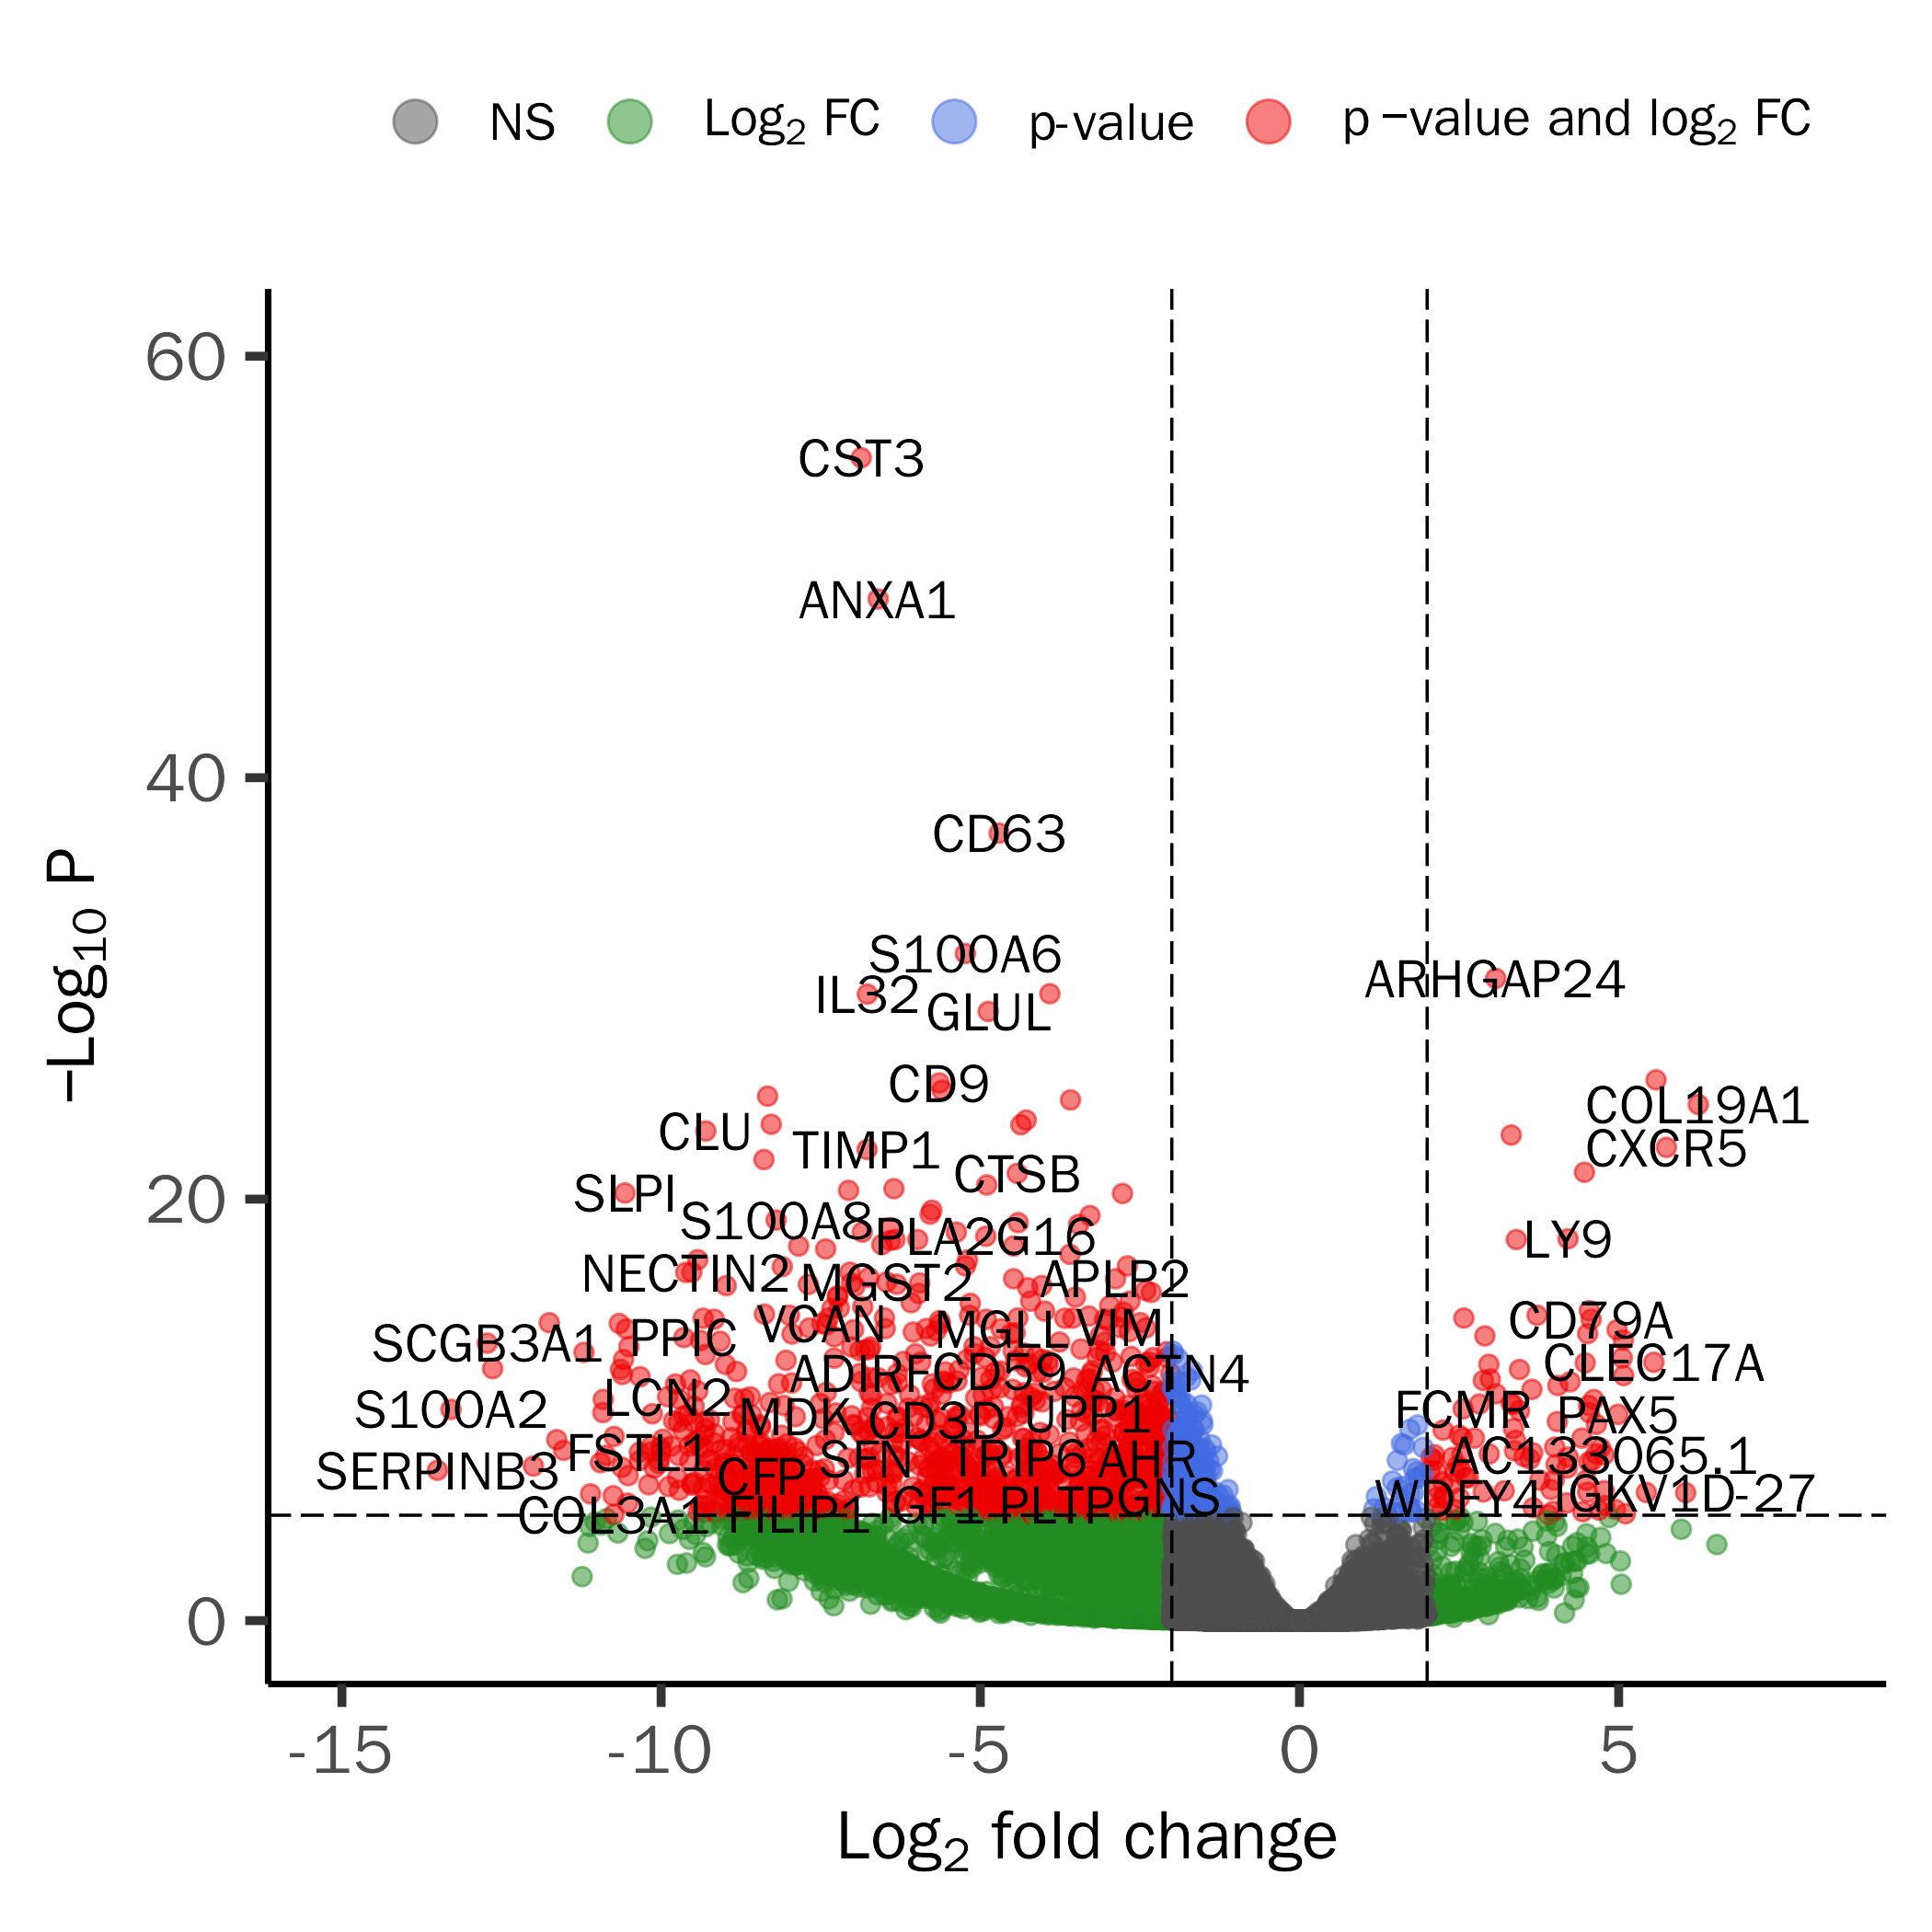 NS Log2 FC p-value p −value and log2 FC
60
CST3
ANXA1
40
CD63
S100A6
ARHGAP24
IL32
GLUL
−Log10 P
CD9
COL19A1
CLU
TIMP1
CXCR5
CTSB
20
SLPI
S100A8
PLA2G16
LY9
NECTIN2
MGST2
APLP2
VCAN
CD79A
SCGB3A1
PPIC
MGLL
VIM
CLEC17A
ADIRF
CD59
ACTN4
LCN2
S100A2
FCMR
PAX5
MDK
CD3D
UPP1
FSTL1
SFN
TRIP6
AHR
AC133065.1
SERPINB3
CFP
IGKV1D-27
GNS
WDFY4
COL3A1
FILIP1
IGF1
PLTP
0
-15 -10 -5 0 5
Log2 fold change